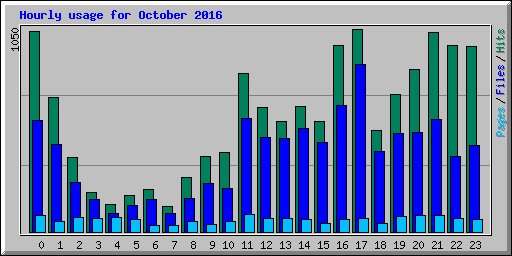 Hourly usage for October 2016
1050
Pages / Files / Hits
0 1 2 3 4 5 6 7 8 9 10 11 12 13 14 15 16 17 18 19 20 21 22 23